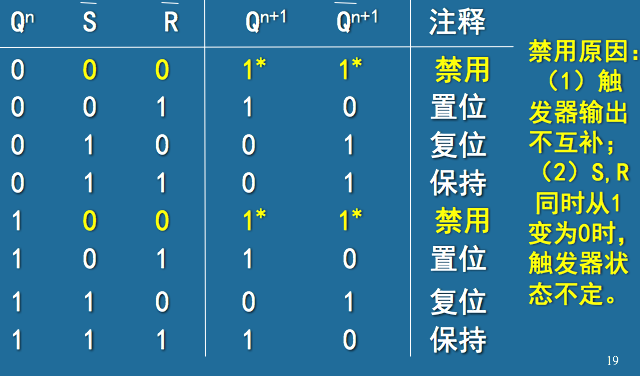 Qⁿ S̅ R̅ Qⁿ⁺¹ Q̅ⁿ⁺¹ 注释
0 0 0 1* 1* 禁用
0 0 1 1 0 置位
0 1 0 0 1 复位
0 1 1 0 1 保持
1 0 0 1* 1* 禁用
1 0 1 1 0 置位
1 1 0 0 1 复位
1 1 1 1 0 保持
禁用原因：
（1）触
发器输出
不互补；
（2）S,R
同时从1
变为0时，
触发器状
态不定。
19